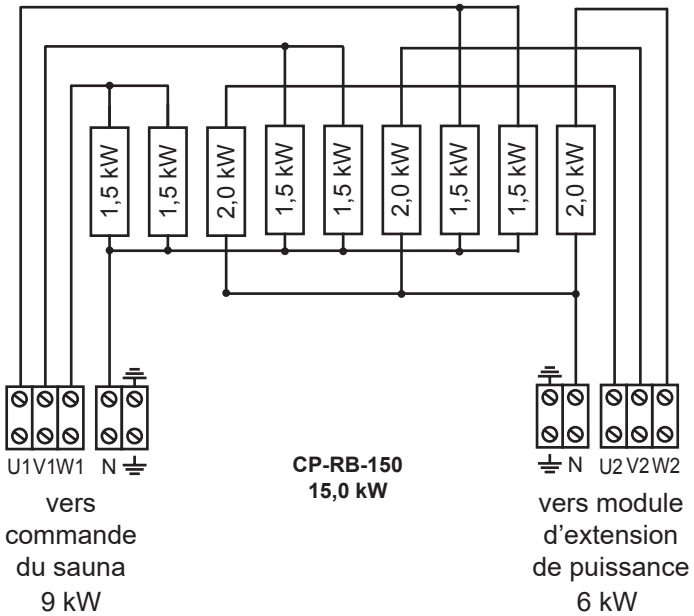 1,5 kW
1,5 kW
2,0 kW
1,5 kW
1,5 kW
2,0 kW
1,5 kW
1,5 kW
2,0 kW
U1 V1 W1 N
N U2 V2 W2
CP-RB-150
15,0 kW
vers
commande
du sauna
9 kW
vers module
d’extension
de puissance
6 kW